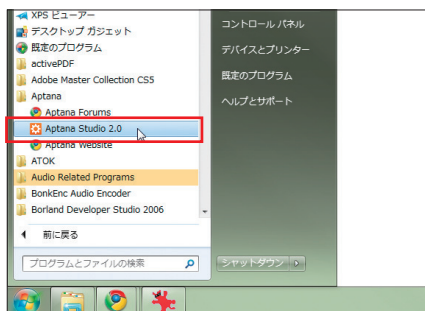 XPS ビューアー
デスクトップ ガジェット
既定のプログラム
activePDF
Adobe Master Collection CS5
Aptana
Aptana Forums
Aptana Studio 2.0
Aptana Website
ATOK
Audio Related Programs
BonkEnc Audio Encoder
Borland Developer Studio 2006
前に戻る
プログラムとファイルの検索
コントロール パネル
デバイスとプリンター
既定のプログラム
ヘルプとサポート
シャットダウン